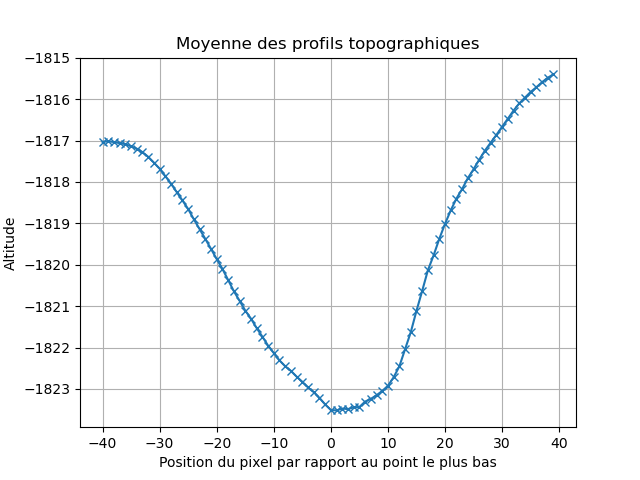 Moyenne des profils topographiques
−1815
−1816
−1817
−1818
−1819
−1820
−1821
−1822
−1823
Altitude
−40 −30 −20 −10 0 10 20 30 40
Position du pixel par rapport au point le plus bas